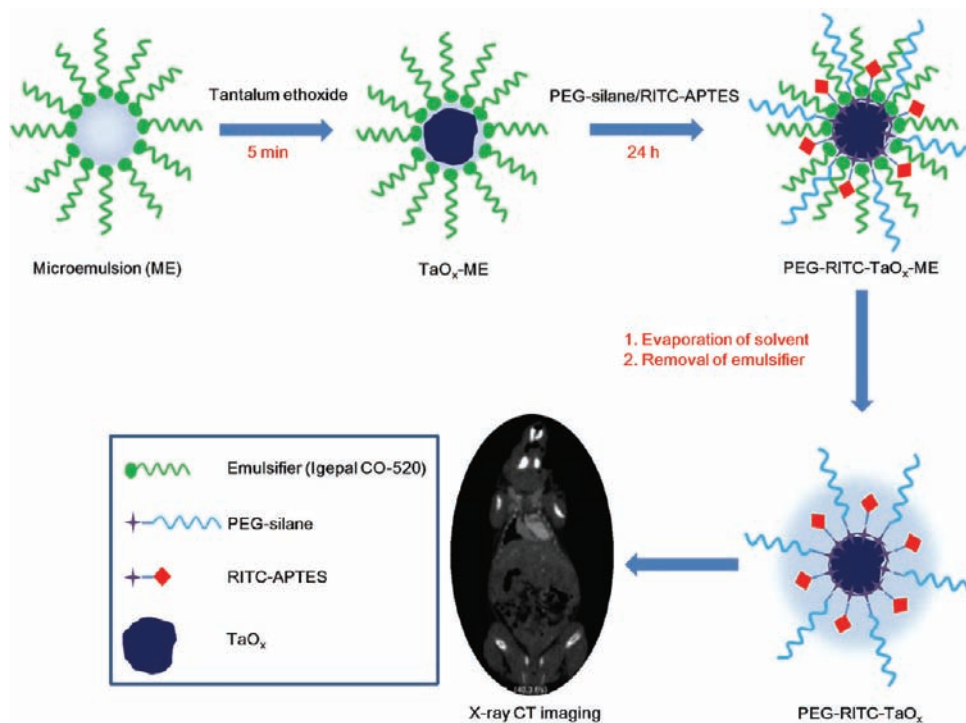 Tantalum ethoxide
5 min
PEG-silane/RITC-APTES
24 h
Microemulsion (ME)
TaOₓ-ME
PEG-RITC-TaOₓ-ME
1. Evaporation of solvent
2. Removal of emulsifier
Emulsifier (Igepal CO-520)
PEG-silane
RITC-APTES
TaOₓ
X-ray CT imaging
PEG-RITC-TaOₓ